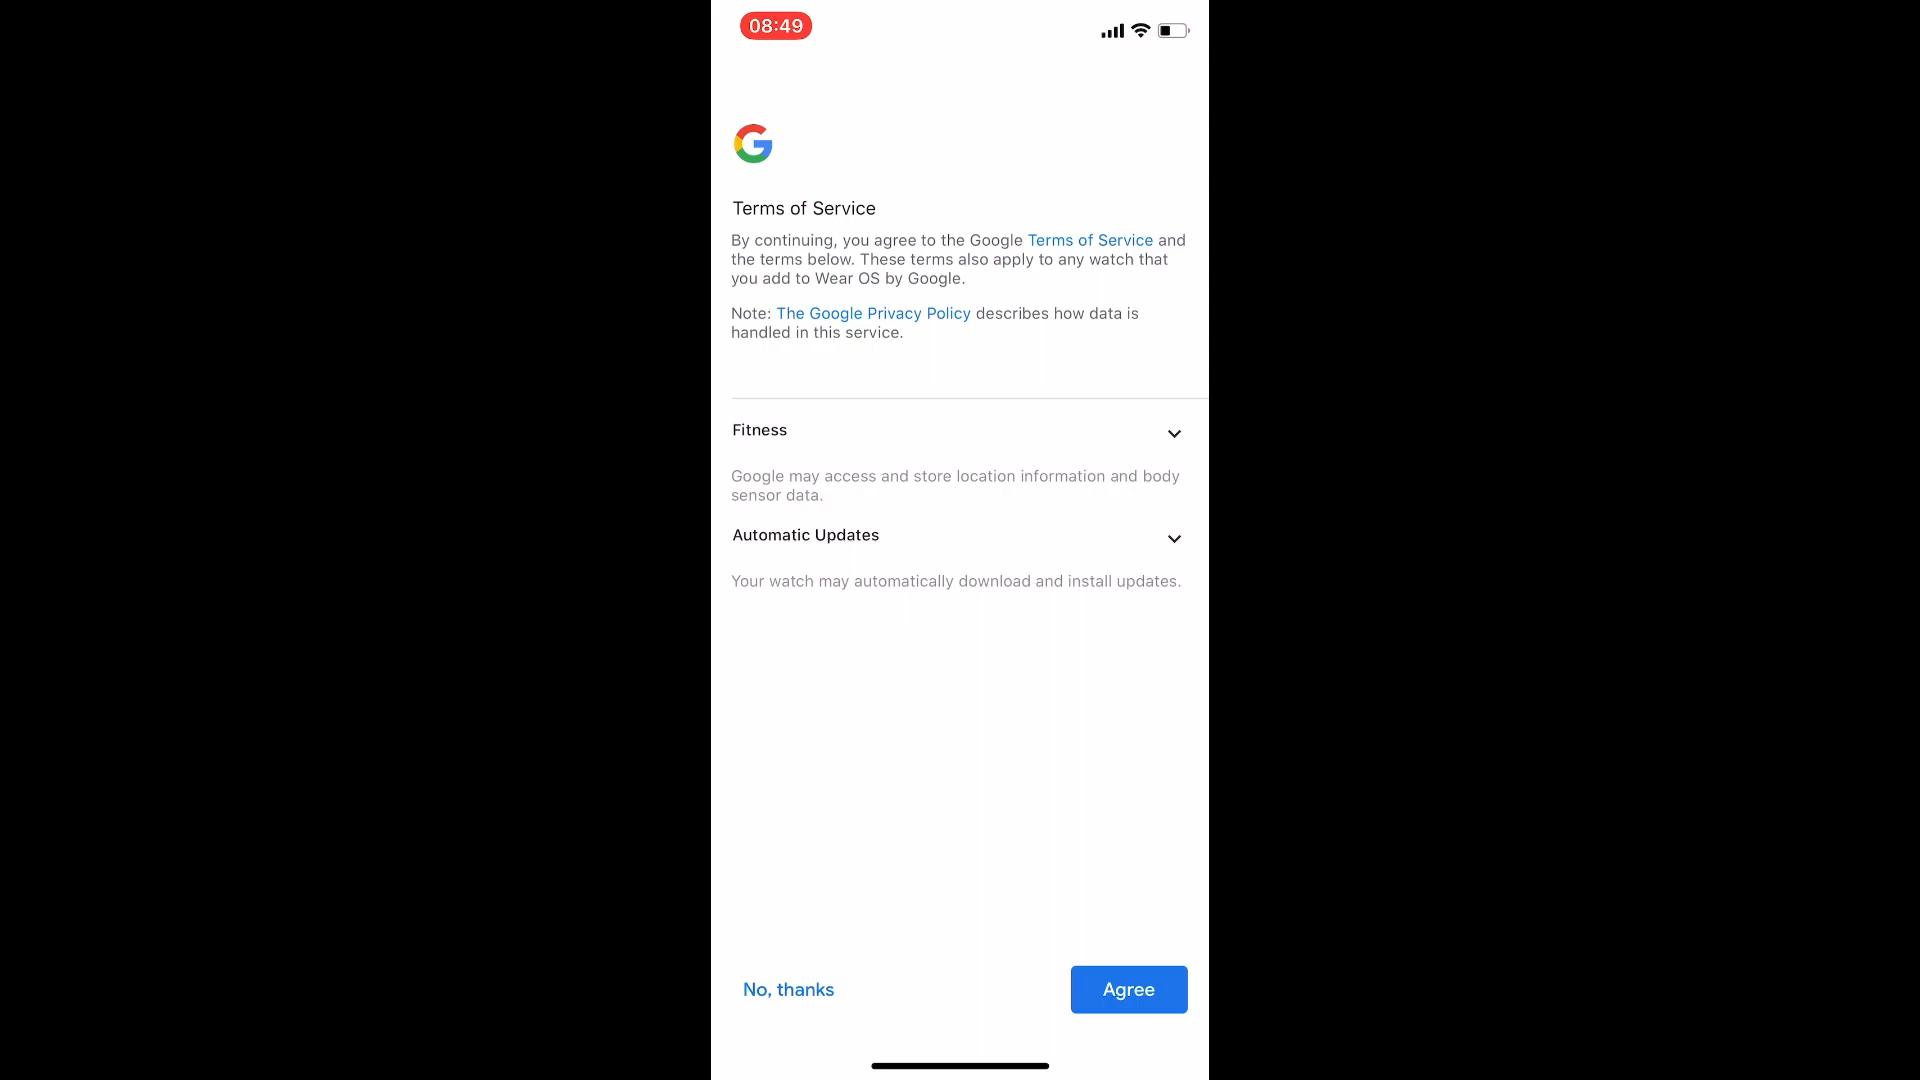 08:49
Terms of Service
By continuing, you agree to the Google Terms of Service and
the terms below. These terms also apply to any watch that
you add to Wear OS by Google.
Note: The Google Privacy Policy describes how data is
handled in this service.
Fitness
Google may access and store location information and body
sensor data.
Automatic Updates
Your watch may automatically download and install updates.
No, thanks
Agree